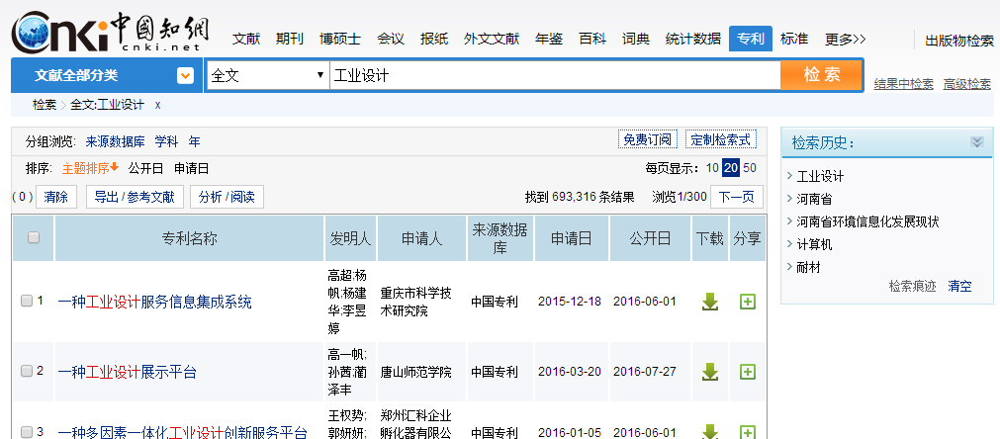 Cnki中國知網
cnki.net
文献 期刊 博硕士 会议 报纸 外文文献 年鉴 百科 词典 统计数据 专利 标准 更多>> 出版物检索
文献全部分类 全文 工业设计 检索 结果中检索 高级检索
检索 > 全文:工业设计 x
分组浏览: 来源数据库 学科 年 免费订阅 定制检索式
排序: 主题排序 公开日 申请日 每页显示: 10 20 50
(0) 清除 导出/参考文献 分析/阅读 找到 693,316 条结果 浏览1/300 下一页
专利名称 发明人 申请人 来源数据库 申请日 公开日 下载 分享
1 一种工业设计服务信息集成系统 高超;杨帆;杨建华;李昱婷 重庆市科学技术研究院 中国专利 2015-12-18 2016-06-01
2 一种工业设计展示平台 高一帆;孙茜;蔺泽丰 唐山师范学院 中国专利 2016-03-20 2016-07-27
3 一种多因素一体化工业设计创新服务平台 王权势;郭妍妍; 郑州汇科企业孵化器有限公 中国专利 2016-01-05 2016-06-01
检索历史:
工业设计
河南省
河南省环境信息化发展现状
计算机
耐材
检索痕迹 清空